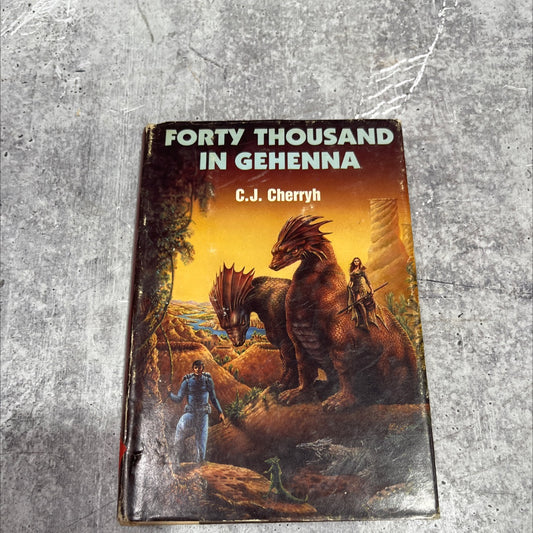 FORTY THOUSAND
IN GEHENNA
C.J. Cherryh